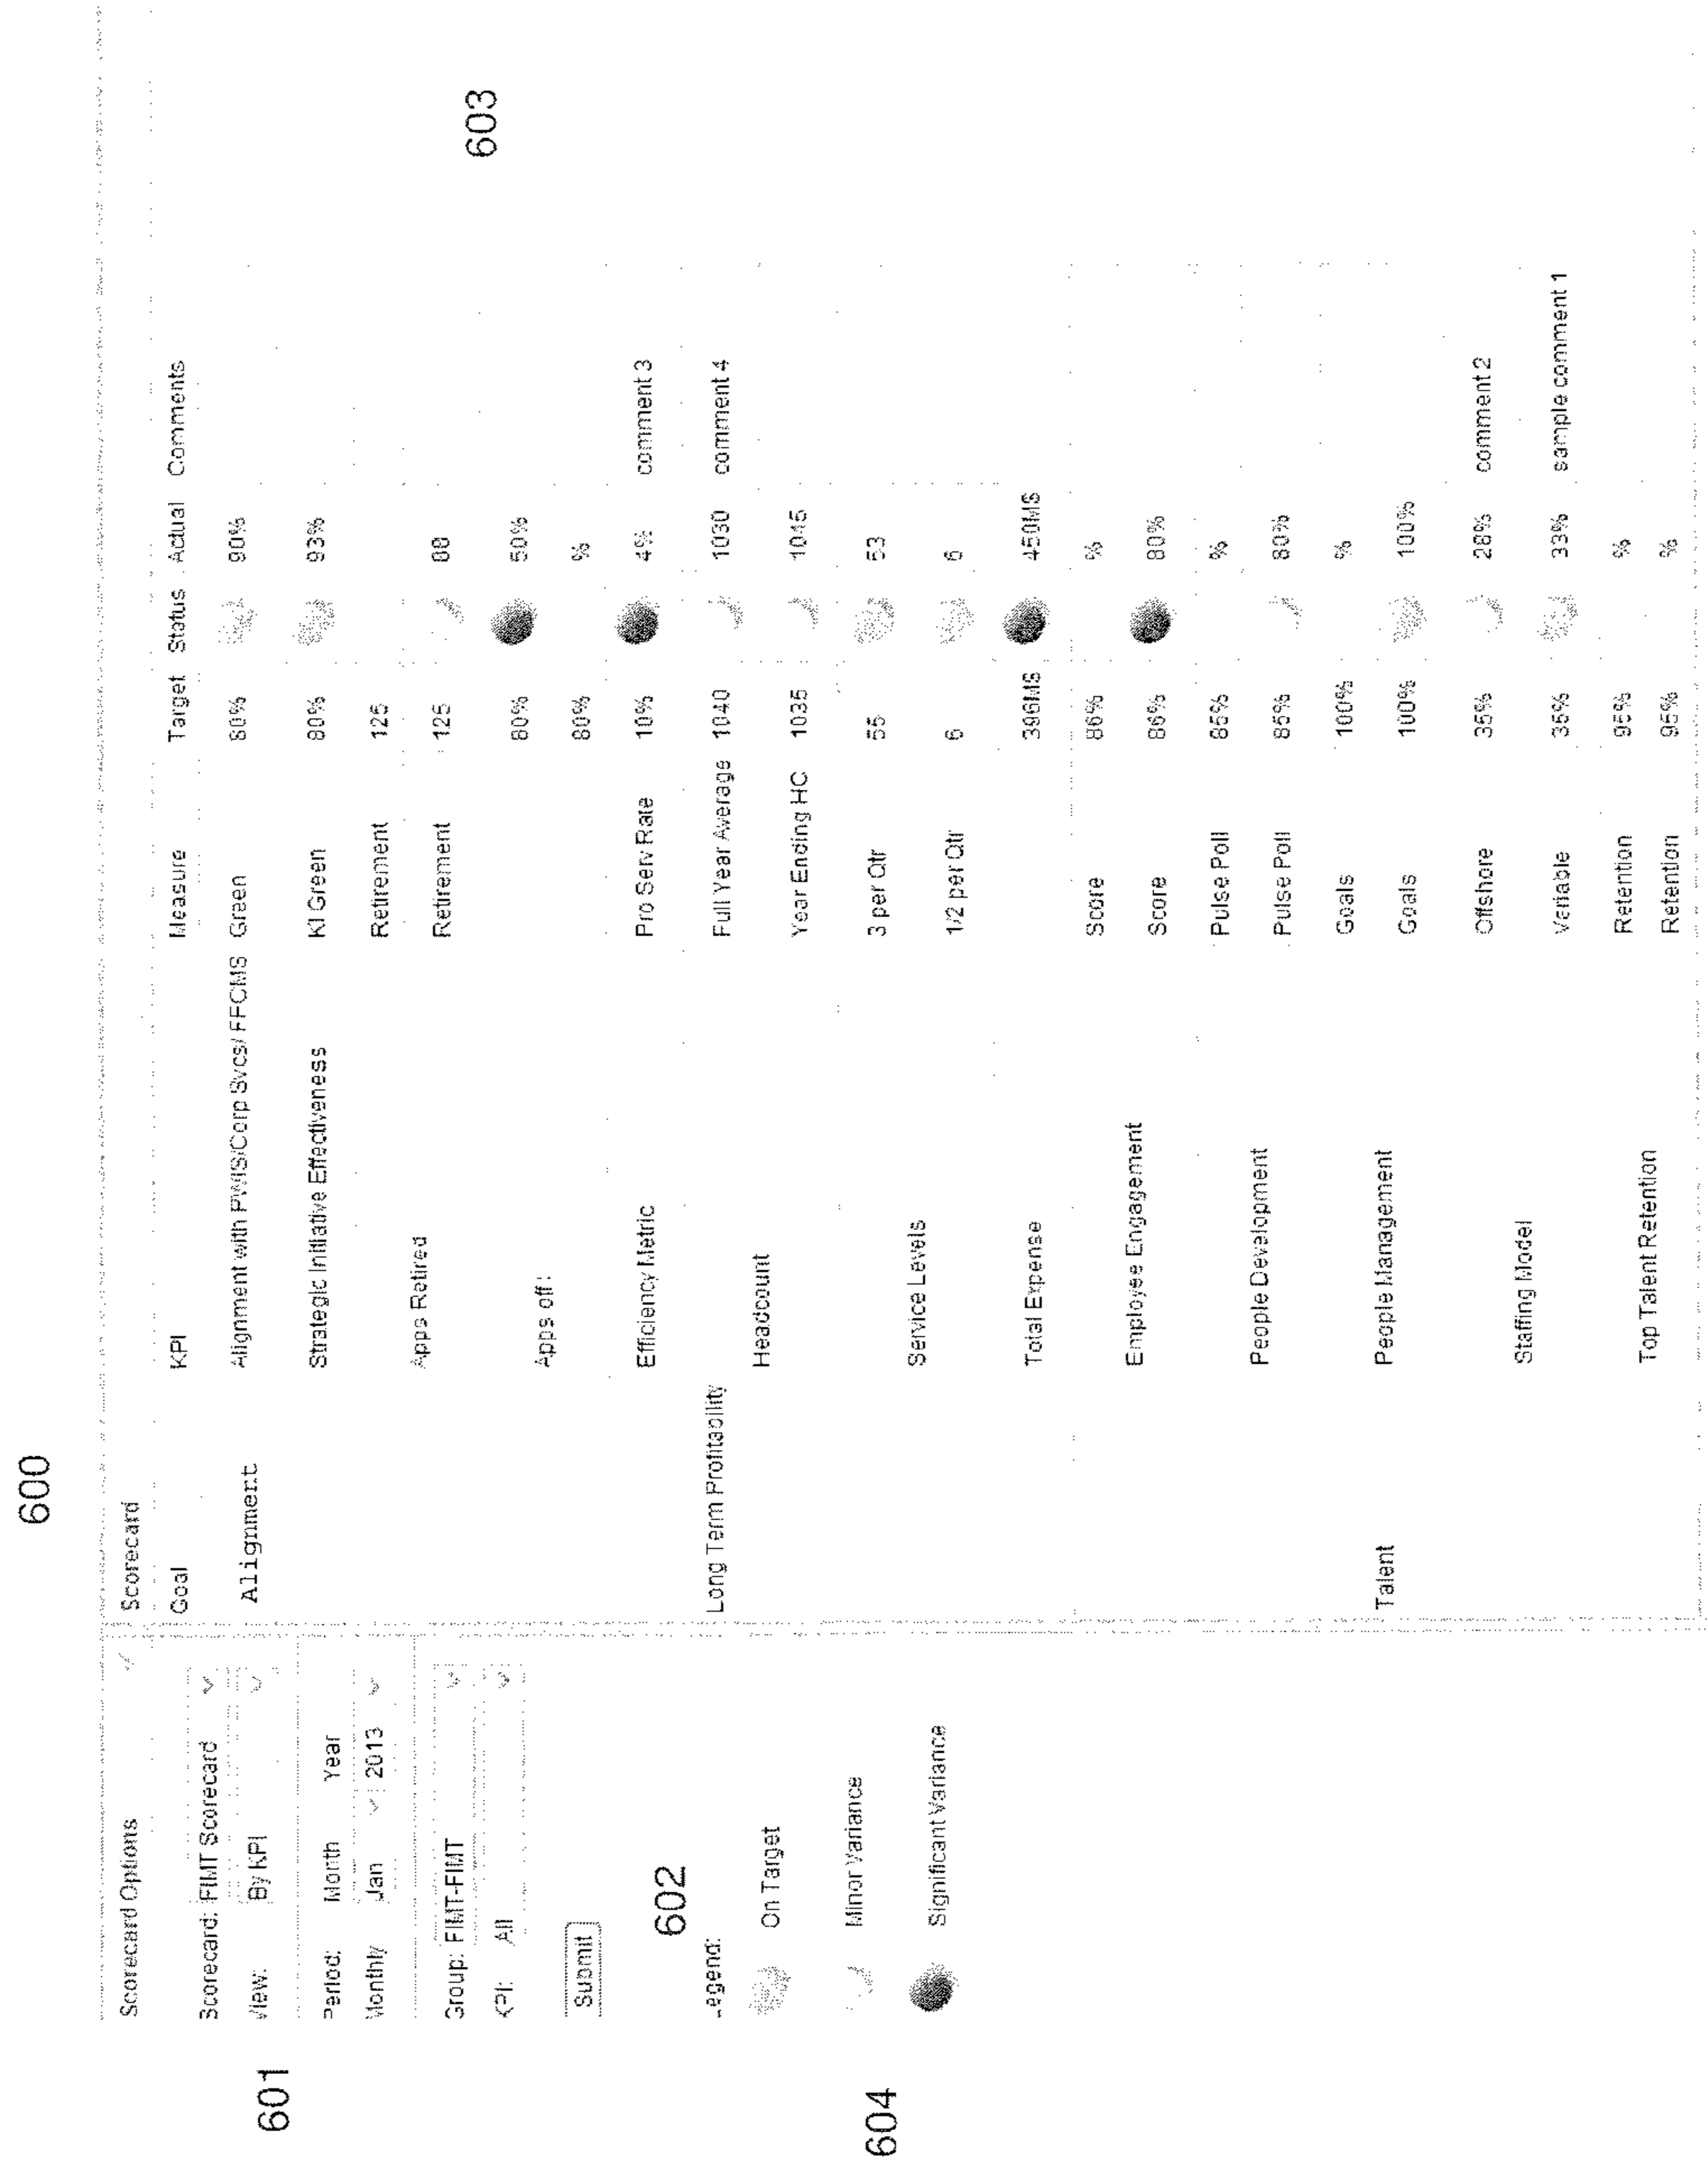 600
Scorecard Options
Scorecard: FIMT Scorecard
View: By KPI
Period: Month Year
Monthly Jan 2013
Group: FIMT-FIMT
KPI: All
Submit
Legend:
On Target
Minor Variance
Significant Variance
601
602
604
603
Scorecard
Goal KPI Measure Target Status Actual Comments
Alignment Alignment with PWIS/Corp Svcs/ FFCMS Green 80% 90%
Strategic Initiative Effectiveness KI Green 80% 93%
Retirement 125
Apps Retired
Retirement 125 88
80% 50%
Apps off:
80% %
Efficiency Metric Pro Serv Rate 10% 4% comment 3
Long Term Profitability
Full Year Average 1040 1030 comment 4
Headcount
Year Ending HC 1035 1045
3 per Qtr 55 53
Service Levels
1/2 per Qtr 6 6
Total Expense 396MS 450MS
Score 86% %
Employee Engagement
Score 86% 80%
Pulse Poll 85% %
People Development
Pulse Poll 85% 80%
Goals 100% %
Talent People Management
Goals 100% 100%
Offshore 35% 28% comment 2
Staffing Model
Variable 35% 33% sample comment 1
Retention 95% %
Top Talent Retention
Retention 95% %